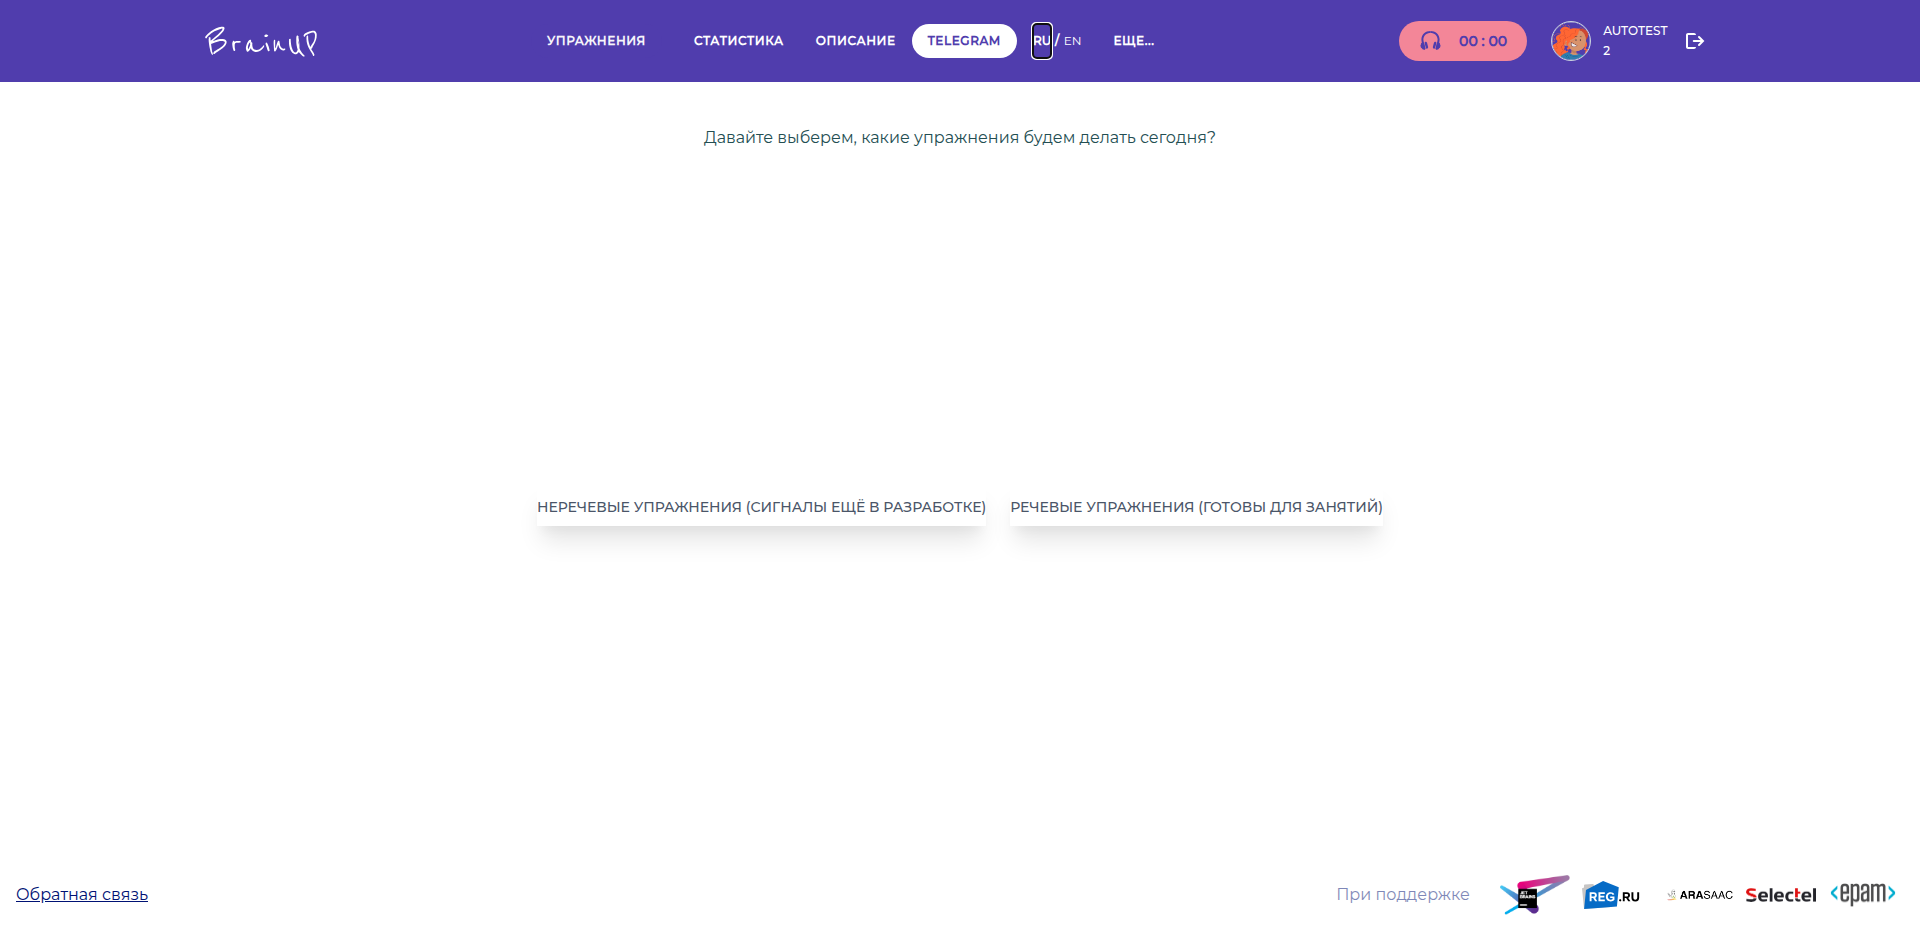 BrainUP
УПРАЖНЕНИЯ СТАТИСТИКА ОПИСАНИЕ TELEGRAM RU / EN ЕЩЕ...
00 : 00
AUTOTEST
2
Давайте выберем, какие упражнения будем делать сегодня?
НЕРЕЧЕВЫЕ УПРАЖНЕНИЯ (СИГНАЛЫ ЕЩЁ В РАЗРАБОТКЕ) РЕЧЕВЫЕ УПРАЖНЕНИЯ (ГОТОВЫ ДЛЯ ЗАНЯТИЙ)
Обратная связь
При поддержке
JET
BRAINS
REG.RU
ARASAAC
Selectel
<epam>